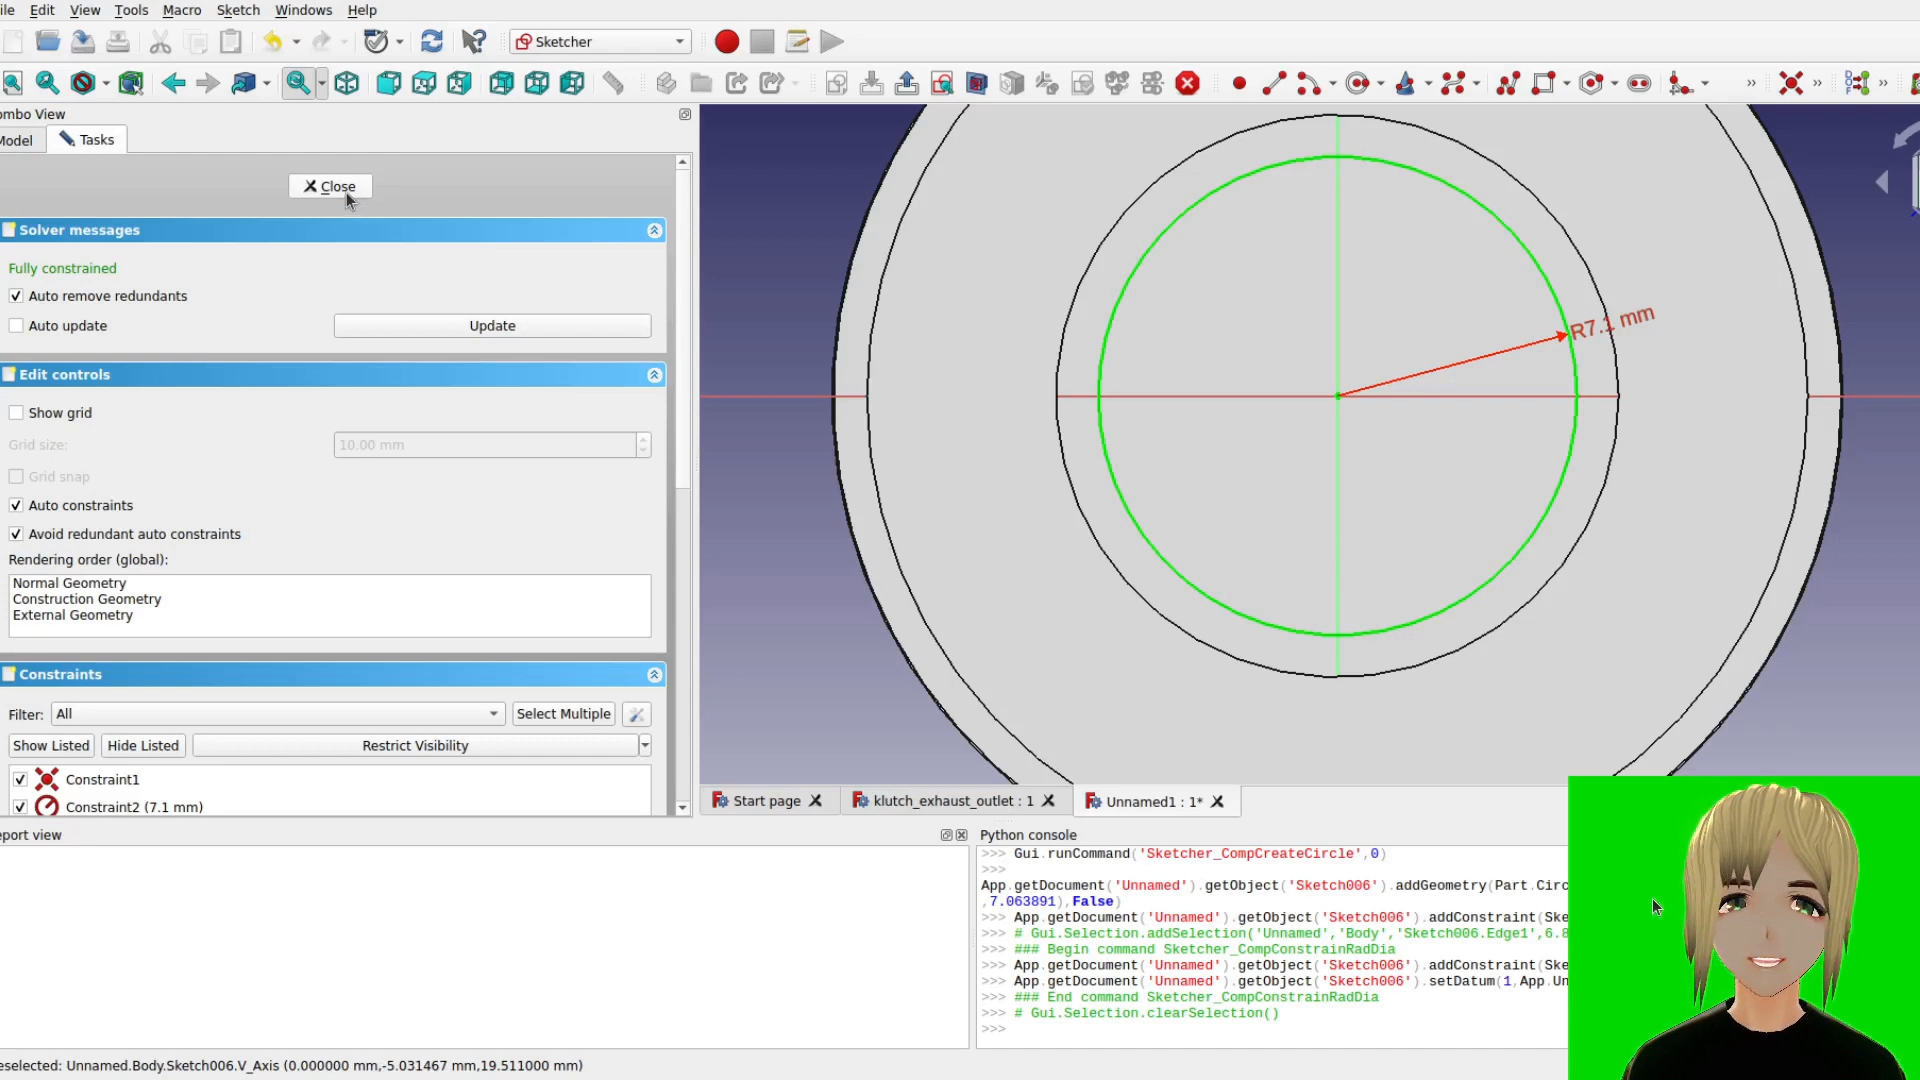 ile Edit View Tools Macro Sketch Windows Help
Sketcher
ombo View
Model Tasks
Close
Solver messages
Fully constrained
Auto remove redundants
Auto update Update
Edit controls
Show grid
Grid size: 10.00 mm
Grid snap
Auto constraints
Avoid redundant auto constraints
Rendering order (global):
Normal Geometry
Construction Geometry
External Geometry
Constraints
Filter: All Select Multiple
Show Listed Hide Listed Restrict Visibility
Constraint1
Constraint2 (7.1 mm)
R7.1 mm
Start page klutch_exhaust_outlet : 1 Unnamed1 : 1*
eport view
Python console
>>> Gui.runCommand('Sketcher_CompCreateCircle',0)
>>>
App.getDocument('Unnamed').getObject('Sketch006').addGeometry(Part.Circ
,7.063891),False)
>>> App.getDocument('Unnamed').getObject('Sketch006').addConstraint(Ske
>>> # Gui.Selection.addSelection('Unnamed','Body','Sketch006.Edge1',6.8
>>> ### Begin command Sketcher_CompConstrainRadDia
>>> App.getDocument('Unnamed').getObject('Sketch006').addConstraint(Ske
>>> App.getDocument('Unnamed').getObject('Sketch006').setDatum(1,App.Un
>>> ### End command Sketcher_CompConstrainRadDia
>>> # Gui.Selection.clearSelection()
>>>
eselected: Unnamed.Body.Sketch006.V_Axis (0.000000 mm,-5.031467 mm,19.511000 mm)